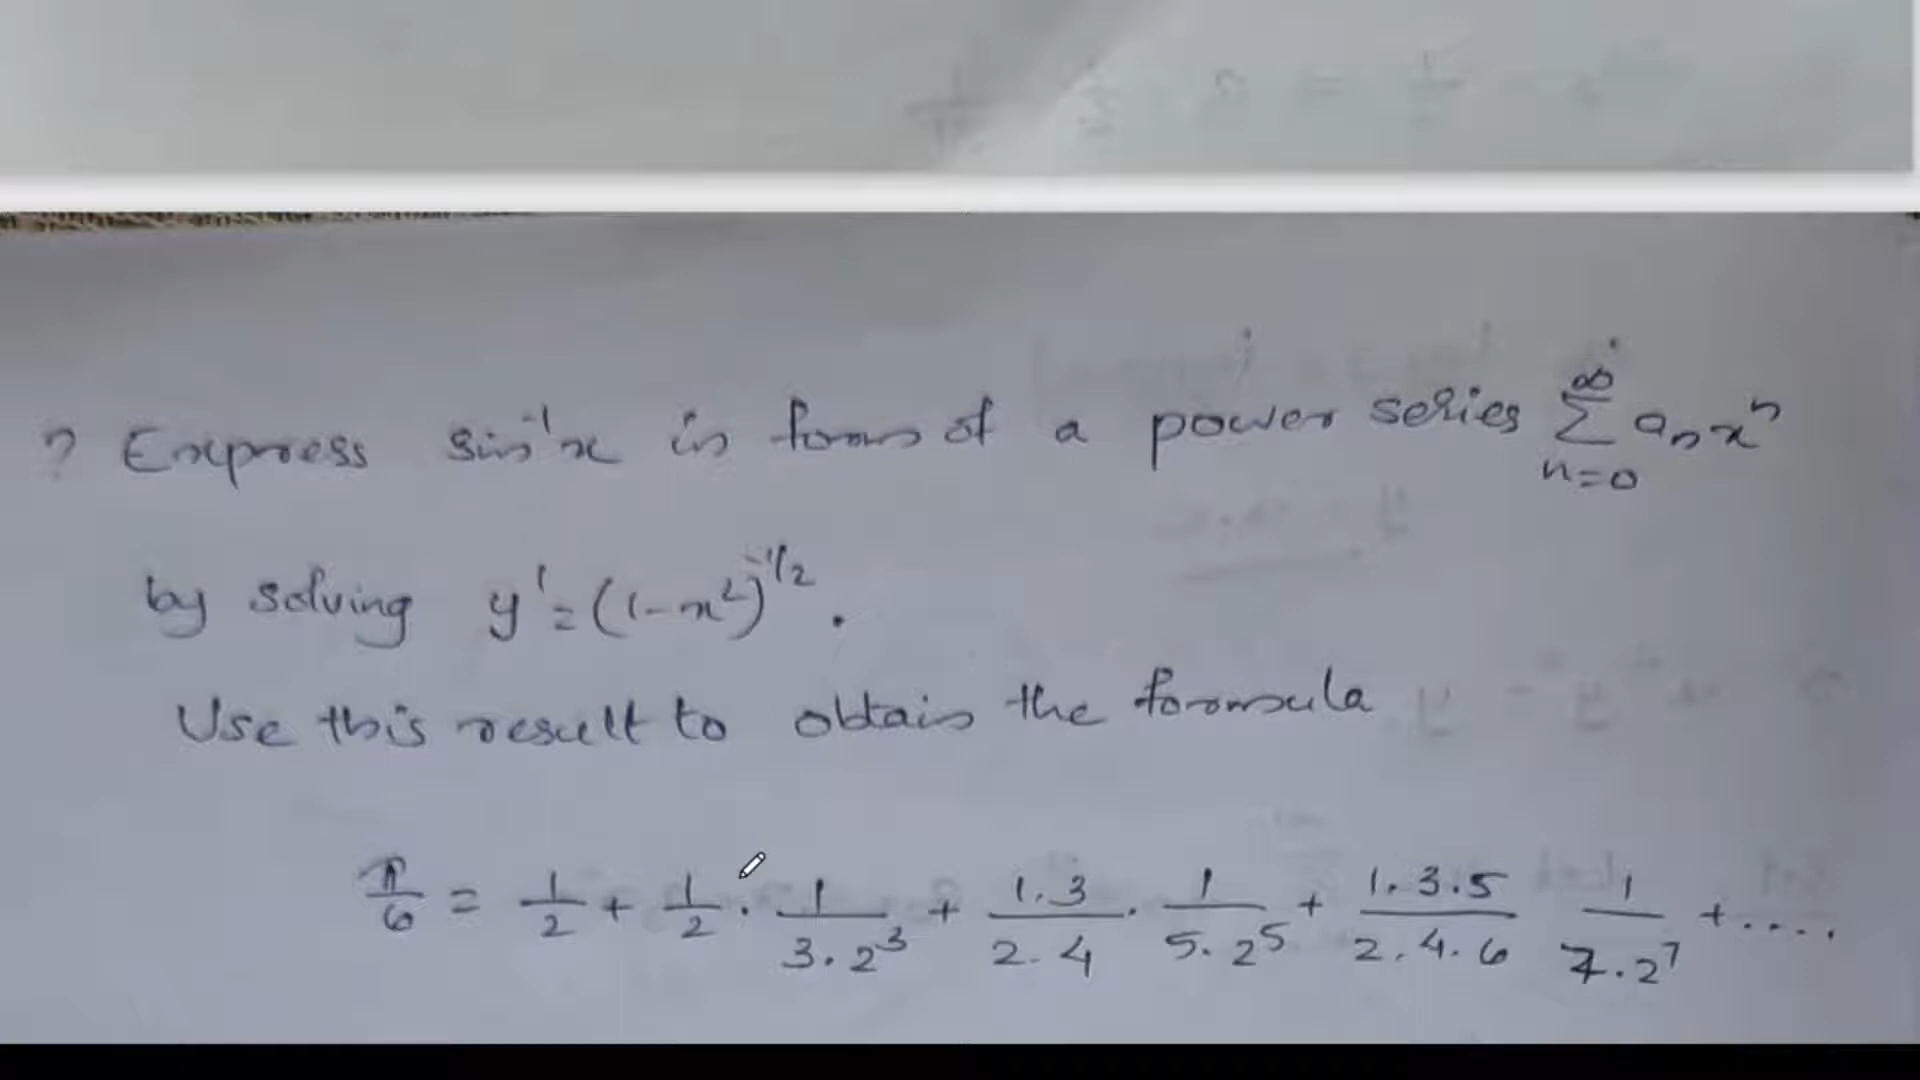 ? Express sin⁻¹x in form of a power series ∞∑n=0 aₙxⁿ
by solving y' = (1-x²)^-1/2.
Use this result to obtain the formula
π/6 = 1/2 + 1/2 · 1/3.2³ + 1.3/2.4 · 1/5.2⁵ + 1.3.5/2.4.6 1/7.2⁷ + ....